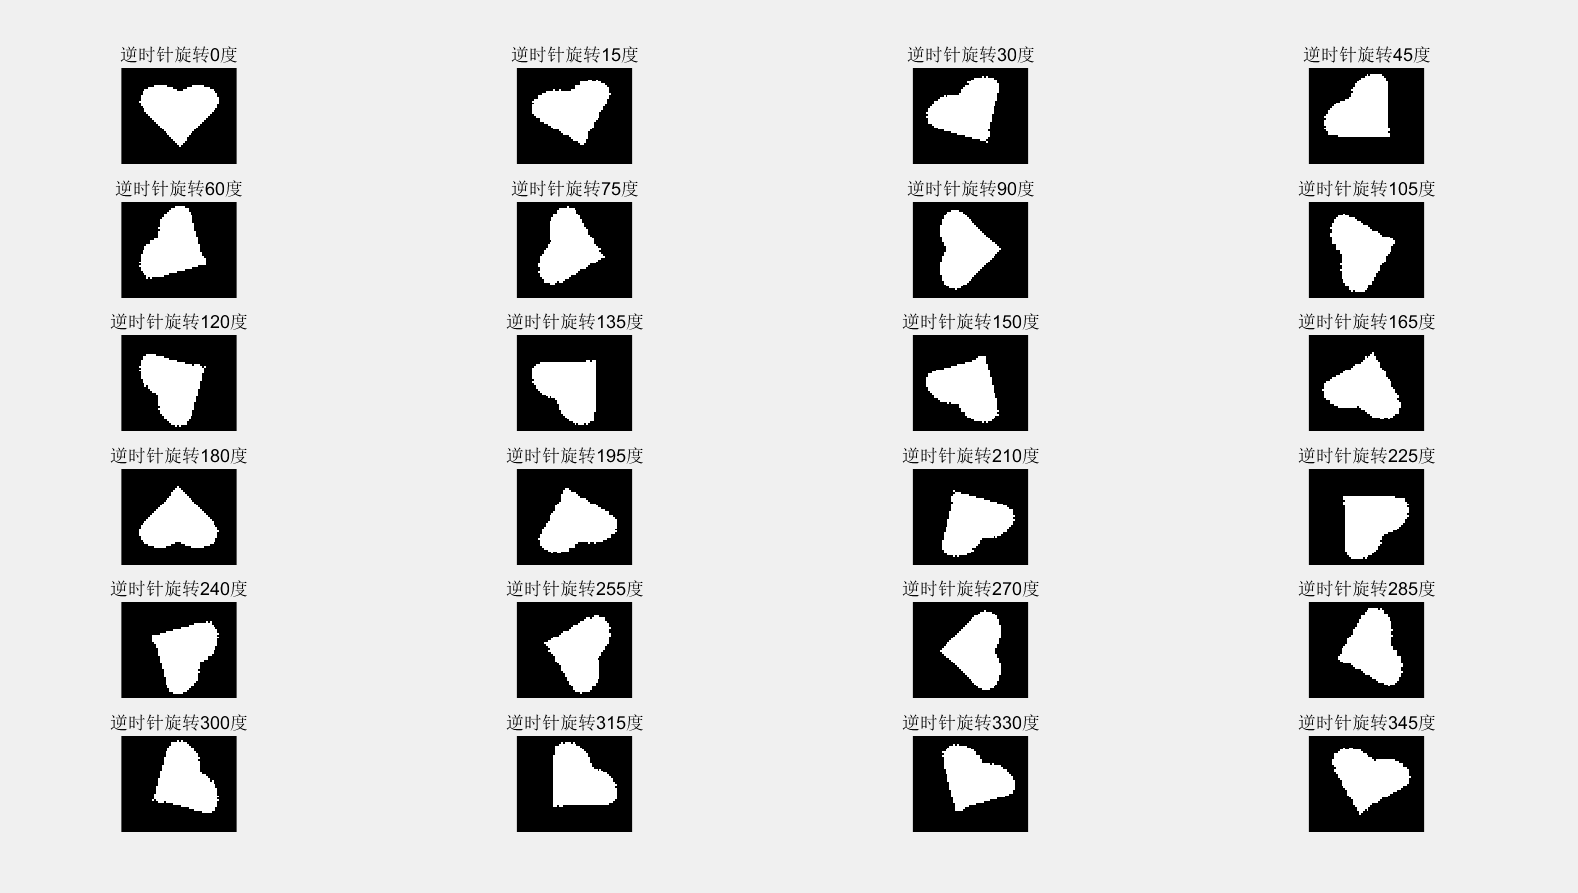 逆时针旋转0度
逆时针旋转15度
逆时针旋转30度
逆时针旋转45度
逆时针旋转60度
逆时针旋转75度
逆时针旋转90度
逆时针旋转105度
逆时针旋转120度
逆时针旋转135度
逆时针旋转150度
逆时针旋转165度
逆时针旋转180度
逆时针旋转195度
逆时针旋转210度
逆时针旋转225度
逆时针旋转240度
逆时针旋转255度
逆时针旋转270度
逆时针旋转285度
逆时针旋转300度
逆时针旋转315度
逆时针旋转330度
逆时针旋转345度